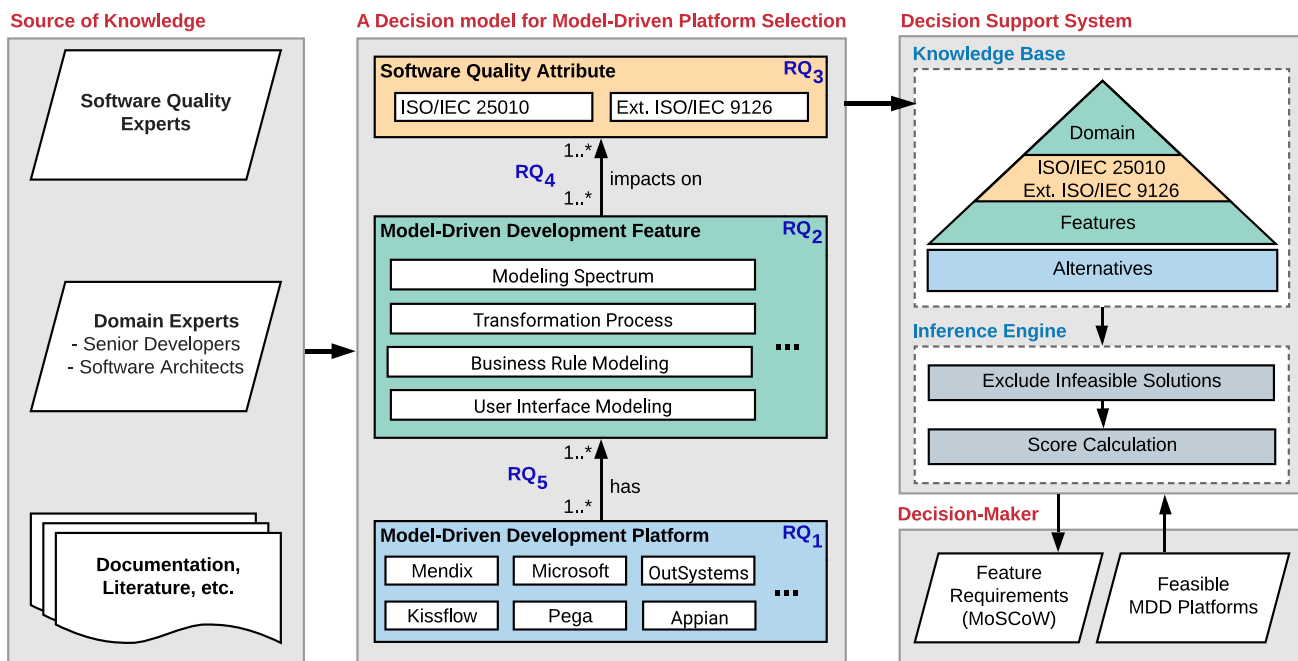 Source of Knowledge
Software Quality
Experts
Domain Experts
- Senior Developers
- Software Architects
Documentation,
Literature, etc.
A Decision model for Model-Driven Platform Selection
Software Quality Attribute
RQ3
ISO/IEC 25010
Ext. ISO/IEC 9126
1..*
RQ4
impacts on
1..*
Model-Driven Development Feature
RQ2
Modeling Spectrum
Transformation Process
...
Business Rule Modeling
User Interface Modeling
1..*
RQ5
has
1..*
Model-Driven Development Platform
RQ1
Mendix
Microsoft
OutSystems
...
Kissflow
Pega
Appian
Decision Support System
Knowledge Base
Domain
ISO/IEC 25010
Ext. ISO/IEC 9126
Features
Alternatives
Inference Engine
Exclude Infeasible Solutions
Score Calculation
Decision-Maker
Feature
Requirements
(MoSCoW)
Feasible
MDD Platforms